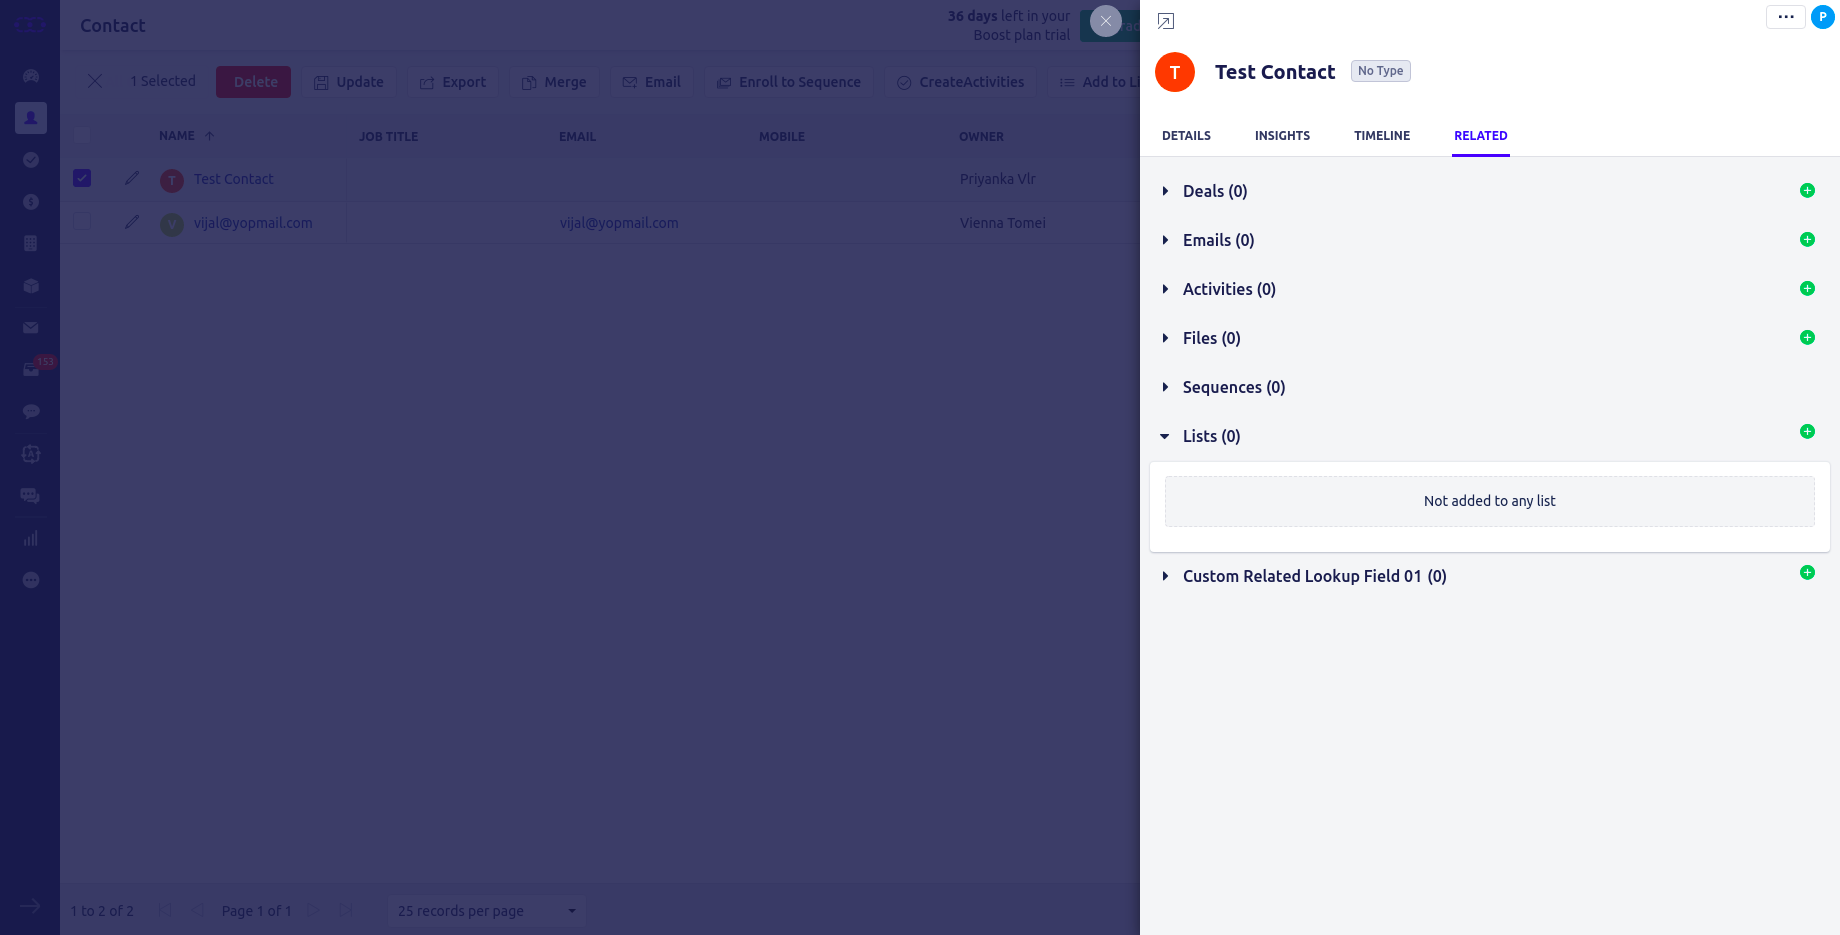 Contact
36 days left in your
Boost plan trial
1 Selected
Delete
Update
Export
Merge
Email
Enroll to Sequence
CreateActivities
Add to Li
NAME
JOB TITLE
EMAIL
MOBILE
OWNER
T
Test Contact
Priyanka Vlr
V
vijal@yopmail.com
vijal@yopmail.com
Vienna Tomei
153
1 to 2 of 2
Page 1 of 1
25 records per page
P
T
Test Contact
No Type
DETAILS
INSIGHTS
TIMELINE
RELATED
Deals (0)
Emails (0)
Activities (0)
Files (0)
Sequences (0)
Lists (0)
Not added to any list
Custom Related Lookup Field 01 (0)